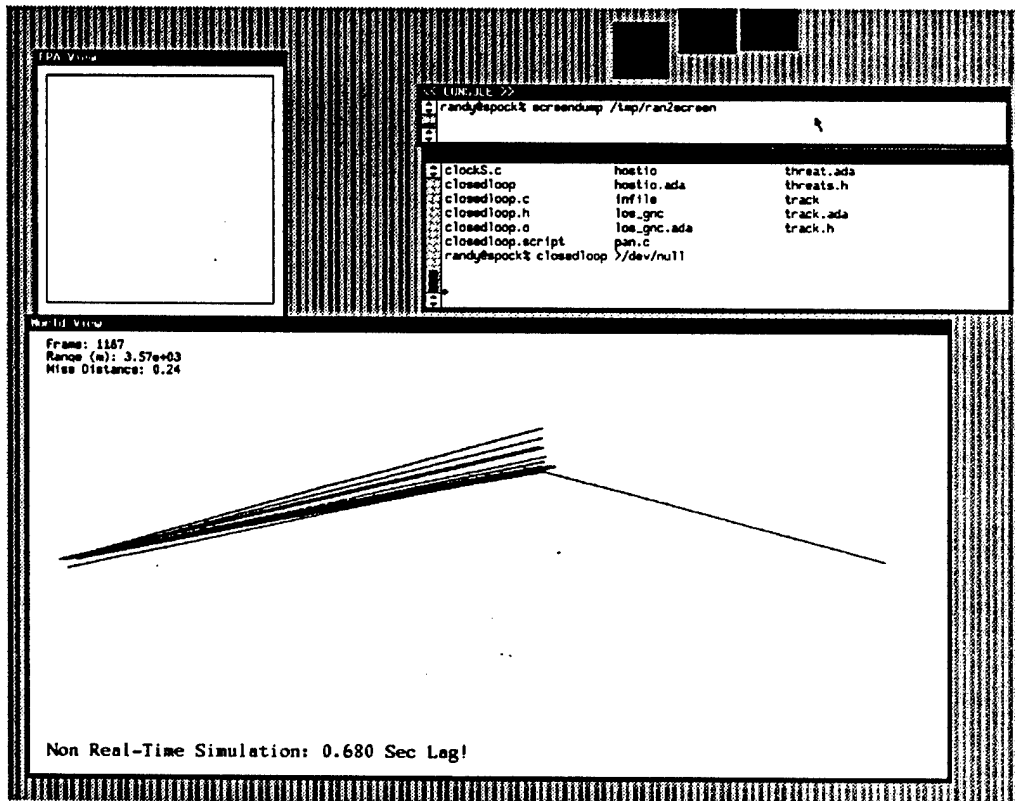 FPA View
<< CONSOLE >>
randy@spock% screendump /tmp/ran2screen
clockS.c hostio threat.ada
closedloop hostio.ada threats.h
closedloop.c infile track
closedloop.h los_gnc track.ada
closedloop.o los_gnc.ada track.h
closedloop.script pan.c
randy@spock% closedloop >/dev/null
World View
Frame: 1187
Range (m): 3.57e+03
Miss Distance: 0.24
Non Real-Time Simulation: 0.680 Sec Lag!